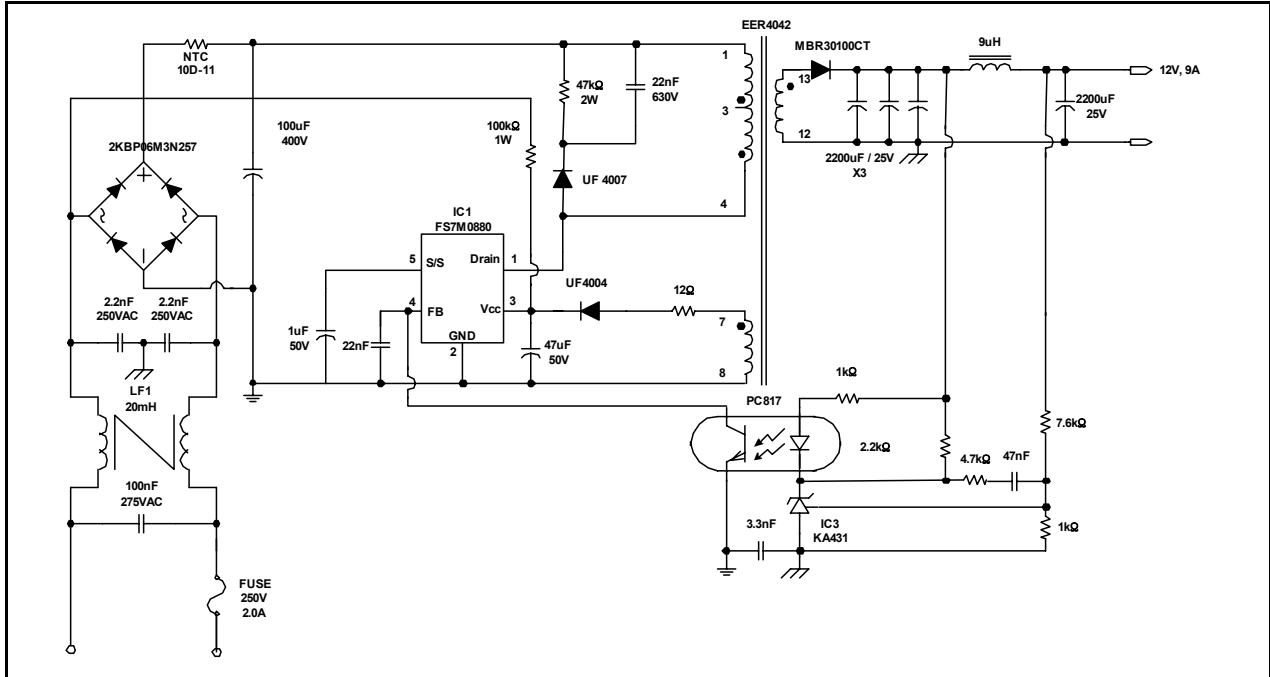 EER4042
NTC
10D-11
1
47kΩ
2W
22nF
630V
MBR30100CT
9uH
13
12V, 9A
3
2200uF
25V
100uF
400V
100kΩ
1W
2KBP06M3N257
12
2200uF / 25V
X3
UF 4007
4
IC1
FS7M0880
5
S/S
Drain
1
UF4004
12Ω
2.2nF
250VAC
2.2nF
250VAC
4
FB
Vcc
3
7
1uF
50V
22nF
GND
2
47uF
50V
8
LF1
20mH
PC817
1kΩ
7.6kΩ
2.2kΩ
4.7kΩ
47nF
100nF
275VAC
3.3nF
IC3
KA431
1kΩ
FUSE
250V
2.0A